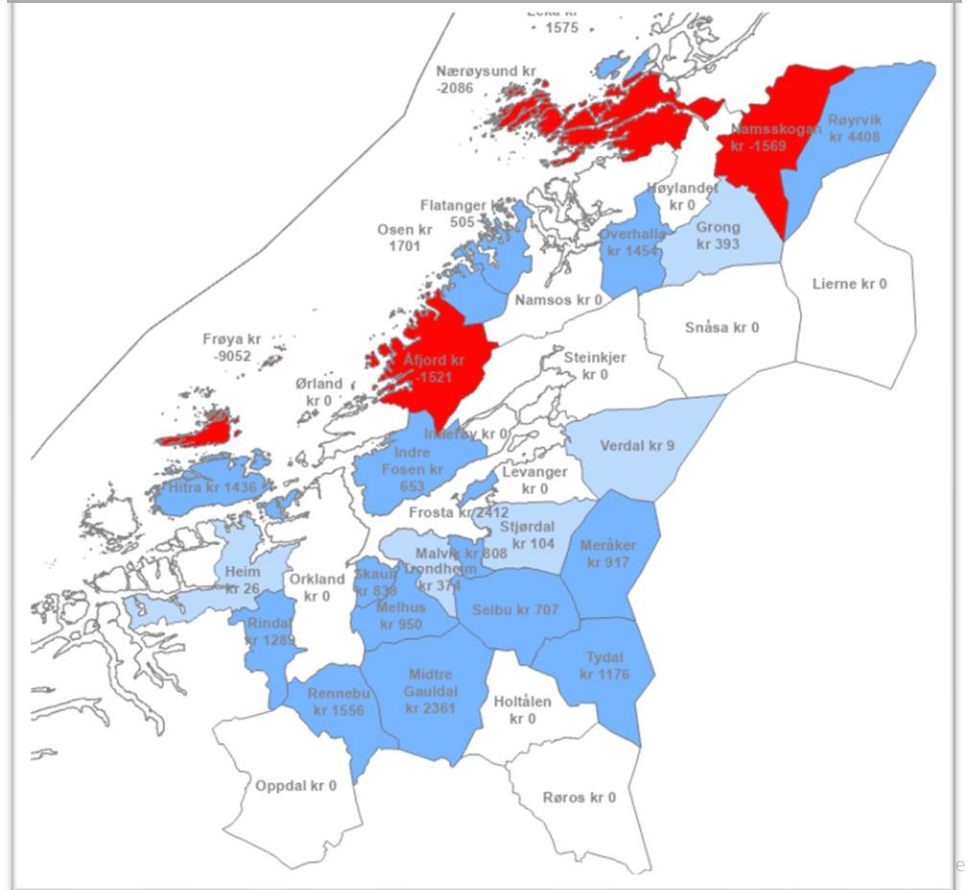 Leka kr
1575
Nærøysund kr
-2086
Namsskogan
kr -1569
Røyrvik
kr 4408
Høylandet
kr 0
Flatanger kr
505
Osen kr
1701
Overhalla
kr 1454
Grong
kr 393
Lierne kr 0
Namsos kr 0
Snåsa kr 0
Frøya kr
-9052
Åfjord kr
-1521
Steinkjer
kr 0
Ørland
kr 0
Inderøy kr 0
Verdal kr 9
Indre
Fosen kr
653
Levanger
kr 0
Hitra kr 1436
Frosta kr 2412
Stjørdal
kr 104
Malvik kr 808
Meråker
kr 917
Trondheim
kr 374
Heim
kr 26
Orkland
kr 0
Skaun
kr 838
Melhus
kr 950
Selbu kr 707
Rindal
kr 1289
Tydal
kr 1176
Midtre
Gauldal
kr 2361
Rennebu
kr 1556
Holtålen
kr 0
Oppdal kr 0
Røros kr 0
e